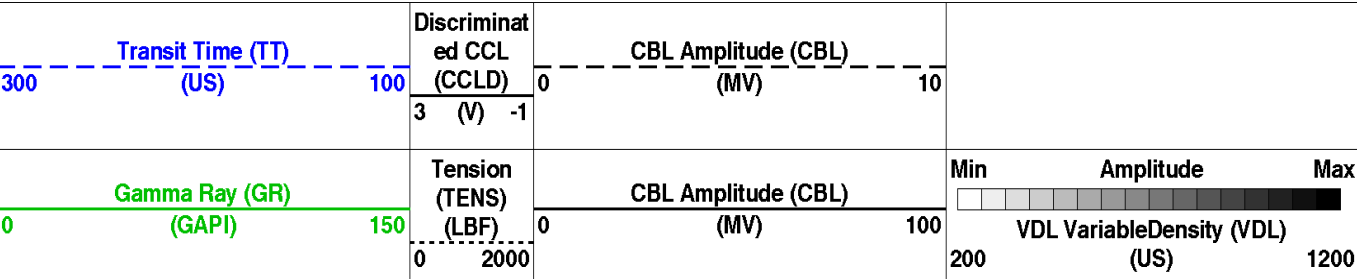 Transit Time (TT)
300 (US) 100
Discriminat
ed CCL
(CCLD)
3 (V) -1
CBL Amplitude (CBL)
0 (MV) 10
Gamma Ray (GR)
0 (GAPI) 150
Tension
(TENS)
(LBF)
0 2000
CBL Amplitude (CBL)
0 (MV) 100
Min Amplitude Max
VDL VariableDensity (VDL)
200 (US) 1200